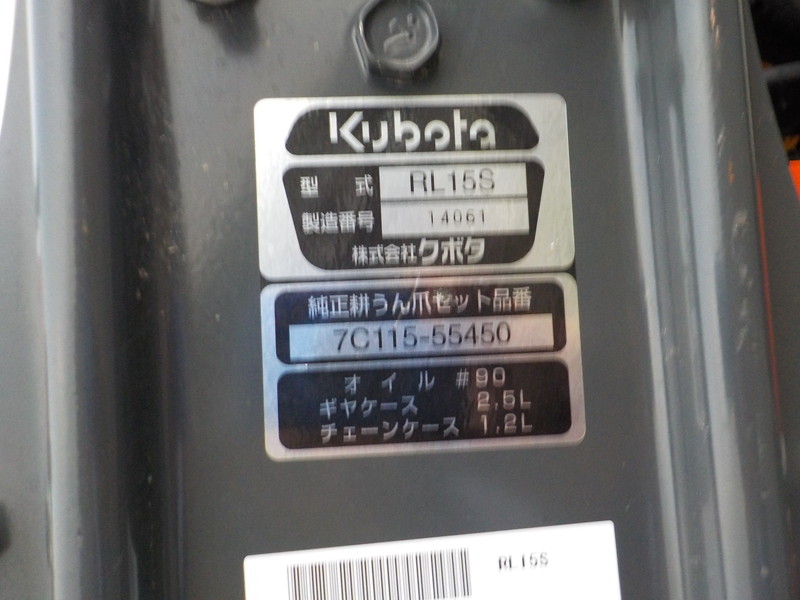 Kubota
型 式 RL15S
製造番号 14061
株式会社クボタ
純正耕うん爪セット品番
7C115-55450
オイル #90
ギヤケース 2.5L
チェーンケース 1.2L
RL15S